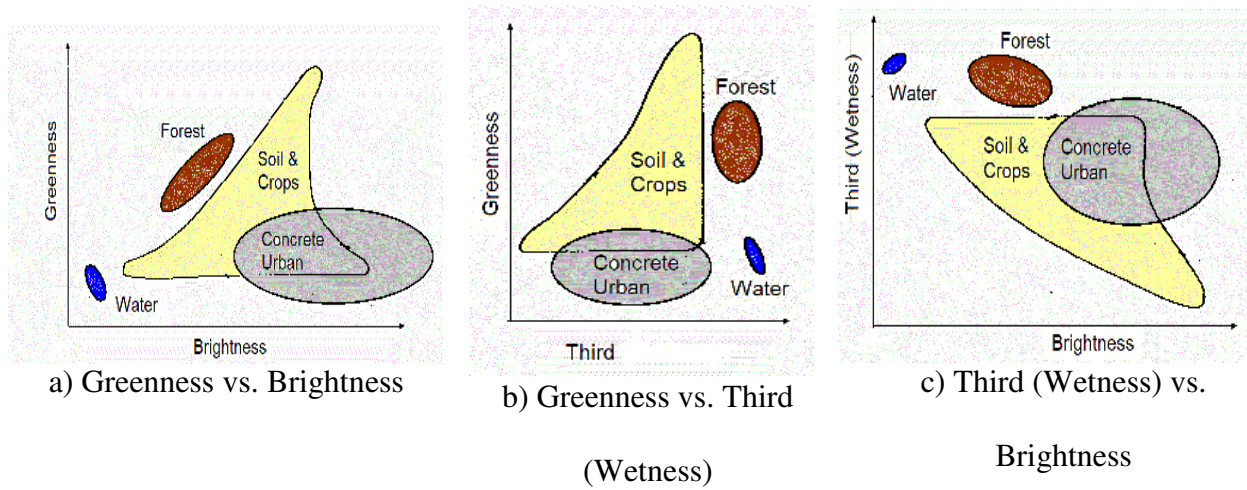 Greenness
Forest
Soil &
Crops
Concrete
Urban
Water
Brightness
a) Greenness vs. Brightness
Greenness
Forest
Soil &
Crops
Concrete
Urban
Water
Third
b) Greenness vs. Third
(Wetness)
Third (Wetness)
Forest
Water
Soil &
Crops
Concrete
Urban
Brightness
c) Third (Wetness) vs.
Brightness